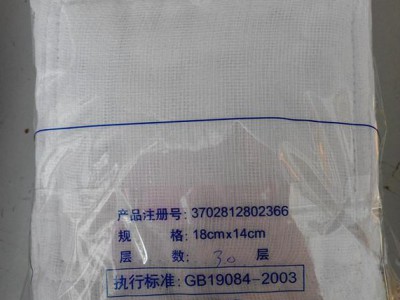 产品注册号: 3702812802366
规 格: 18cmx14cm
层 数: 30 层
执行标准: GB19084-2003